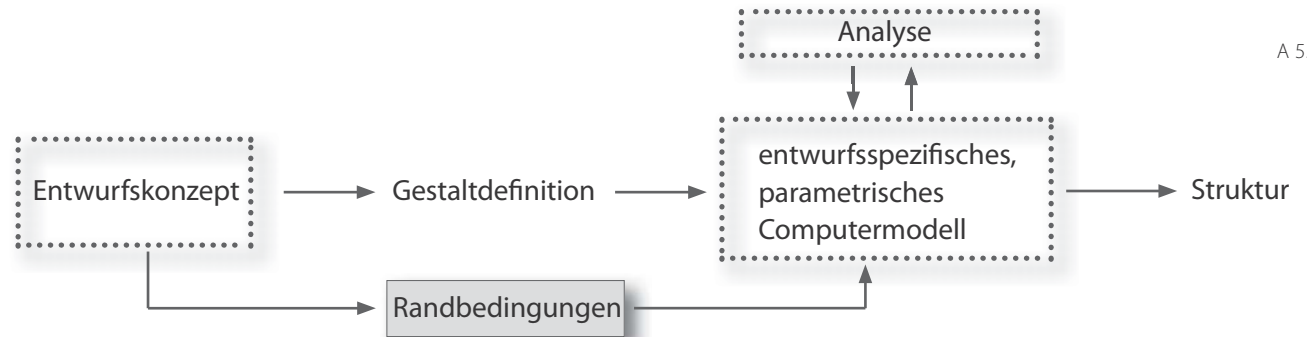 Analyse
A 5
Entwurfskonzept
Gestaltdefinition
entwurfsspezifisches,
parametrisches
Computermodell
Struktur
Randbedingungen